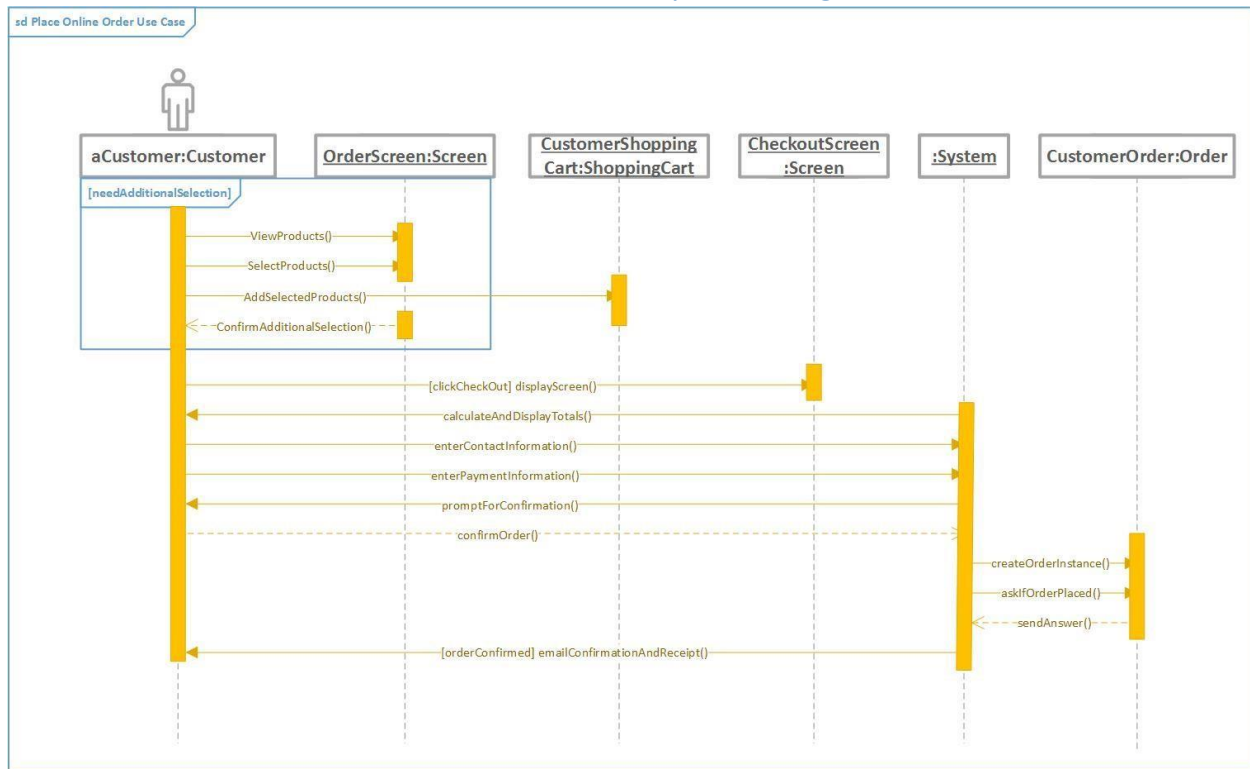 sd Place Online Order Use Case
aCustomer:Customer
OrderScreen:Screen
CustomerShopping
Cart:ShoppingCart
CheckoutScreen
:Screen
:System
CustomerOrder:Order
[needAdditionalSelection]
ViewProducts()
SelectProducts()
AddSelectedProducts()
ConfirmAdditionalSelection()
[clickCheckOut] displayScreen()
calculateAndDisplayTotals()
enterContactInformation()
enterPaymentInformation()
promptForConfirmation()
confirmOrder()
createOrderInstance()
askIfOrderPlaced()
sendAnswer()
[orderConfirmed] emailConfirmationAndReceipt()